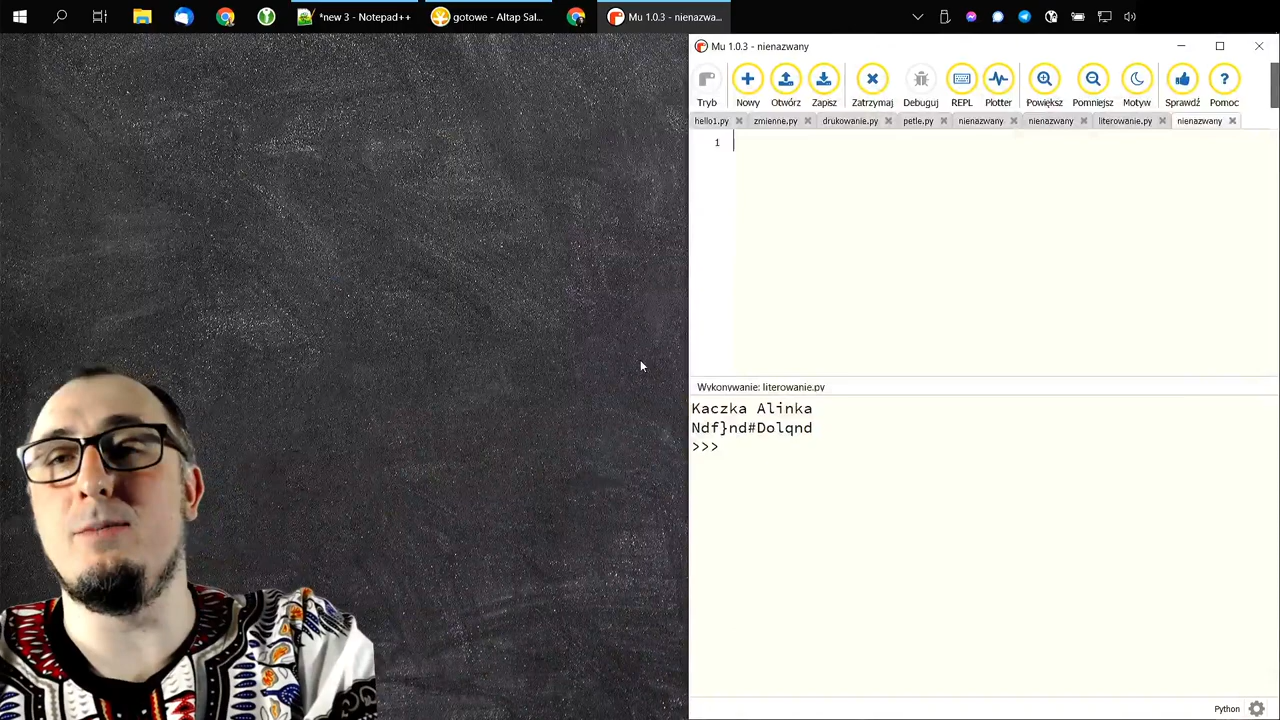 *new 3 - Notepad++
gotowe - Altap Sal...
Mu 1.0.3 - nienazwa...
Mu 1.0.3 - nienazwany
Tryb
Nowy
Otwórz
Zapisz
Zatrzymaj
Debuguj
REPL
Plotter
Powiększ
Pomniejsz
Motyw
Sprawdź
Pomoc
hello1.py
zmienne.py
drukowanie.py
petle.py
nienazwany
nienazwany
literowanie.py
nienazwany
1
Wykonywanie: literowanie.py
Kaczka Alinka
Ndf}nd#Dolqnd
>>>
Python